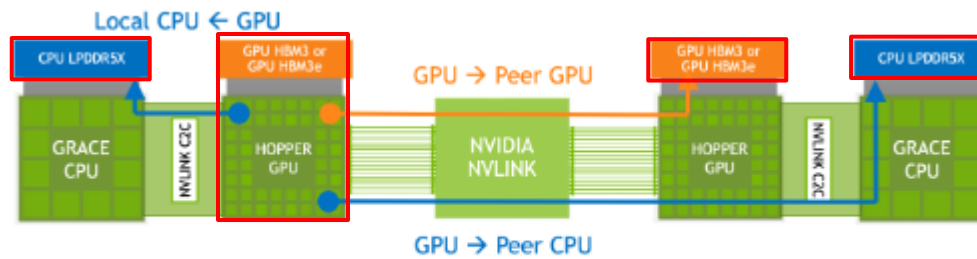 Local CPU ← GPU
CPU LPDDR5X
GPU HBM3 or
GPU HBM3e
GPU → Peer GPU
GPU HBM3 or
GPU HBM3e
CPU LPDDR5X
GRACE
CPU
NVLINK C2C
HOPPER
GPU
NVIDIA
NVLINK
HOPPER
GPU
NVLINK C2C
GRACE
CPU
GPU → Peer CPU